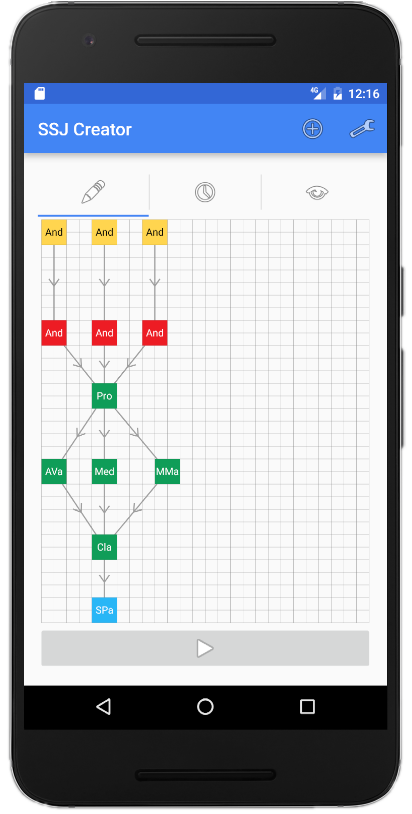 4G 12:16
SSJ Creator
And And And
And And And
Pro
AVa Med MMa
Cla
SPa